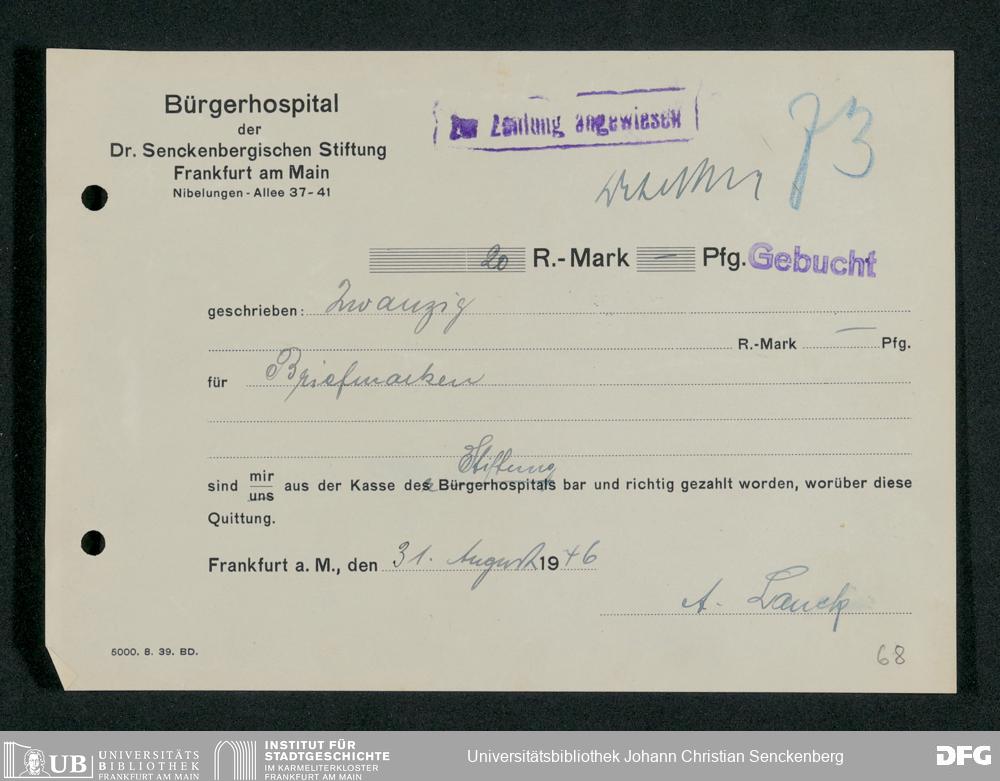 Bürgerhospital
der
Dr. Senckenbergischen Stiftung
Frankfurt am Main
Nibelungen - Allee 37-41
Zur Zahlung angewiesen
73
20 R.-Mark — Pfg. Gebucht
geschrieben: Zwanzig
R.-Mark — Pfg.
für Briefmarken
Stiftung
sind mir/uns aus der Kasse der Bürgerhospitals bar und richtig gezahlt worden, worüber diese
Quittung.
Frankfurt a. M., den 31. August 1946
A. Lauck
5000. 8. 39. BD.
68
UB UNIVERSITÄTS
BIBLIOTHEK
FRANKFURT AM MAIN
INSTITUT FÜR
STADTGESCHICHTE
IM KARMELITERKLOSTER
FRANKFURT AM MAIN
Universitätsbibliothek Johann Christian Senckenberg
DFG